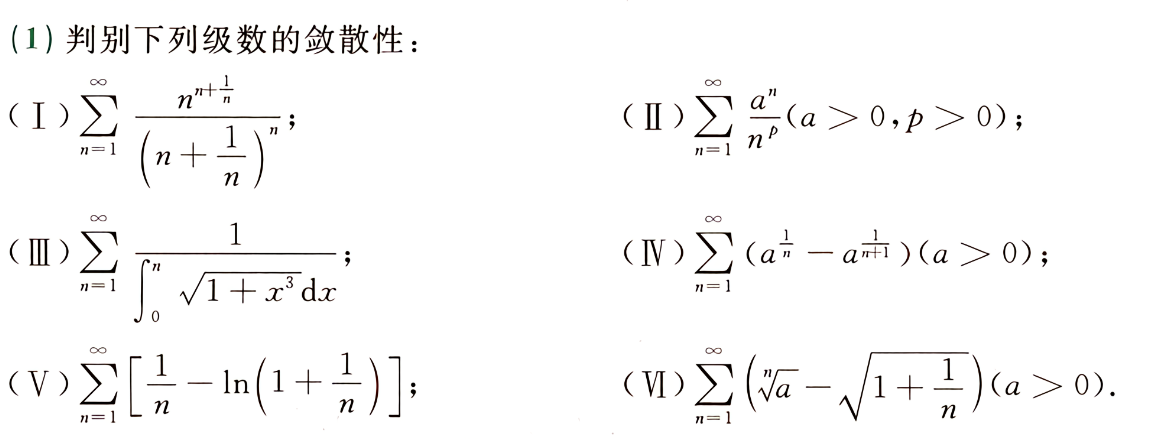 (1) 判别下列级数的敛散性:
(Ⅰ) $\sum_{n=1}^{\infty} \frac{n^{n+\frac{1}{n}}}{\left(n+\frac{1}{n}\right)^n}$; (Ⅱ) $\sum_{n=1}^{\infty} \frac{a^n}{n^p}(a>0,p>0)$;
(Ⅲ) $\sum_{n=1}^{\infty} \frac{1}{\int_0^n \sqrt{1+x^3}\mathrm{d}x}$; (Ⅳ) $\sum_{n=1}^{\infty} (a^{\frac{1}{n}}-a^{\frac{1}{n+1}})(a>0)$;
(Ⅴ) $\sum_{n=1}^{\infty} \left[\frac{1}{n}-\ln\left(1+\frac{1}{n}\right)\right]$; (Ⅵ) $\sum_{n=1}^{\infty} \left(\sqrt[n]{a}-\sqrt{1+\frac{1}{n}}\right)(a>0)$.